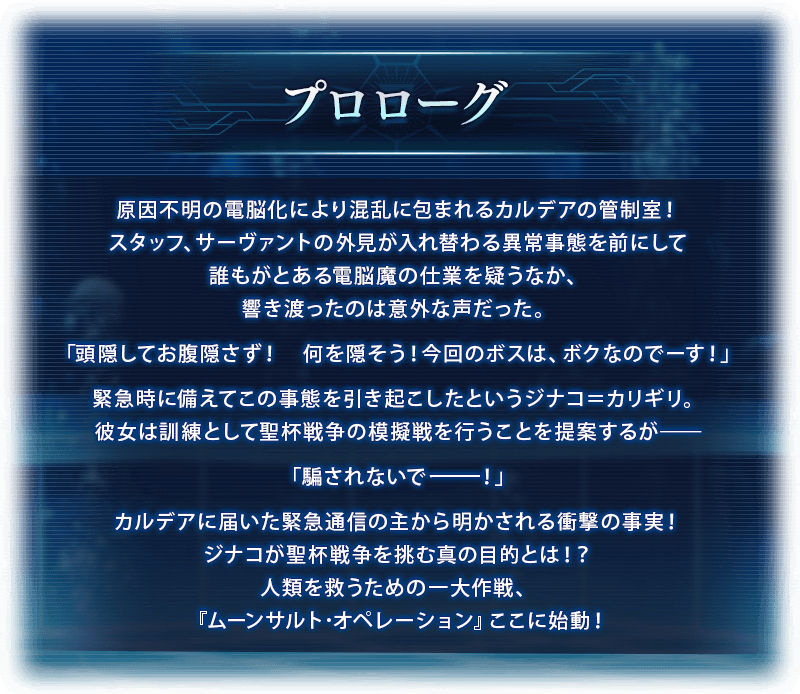 プロローグ
原因不明の電脳化により混乱に包まれるカルデアの管制室！
スタッフ、サーヴァントの外見が入れ替わる異常事態を前にして
誰もがとある電脳魔の仕業を疑うなか、
響き渡ったのは意外な声だった。
「頭隠してお腹隠さず！　何を隠そう！今回のボスは、ボクなのでーす！」
緊急時に備えてこの事態を引き起こしたというジナコ＝カリギリ。
彼女は訓練として聖杯戦争の模擬戦を行うことを提案するが――
「騙されないで―――！」
カルデアに届いた緊急通信の主から明かされる衝撃の事実！
ジナコが聖杯戦争を挑む真の目的とは！？
人類を救うための一大作戦、
『ムーンサルト・オペレーション』ここに始動！